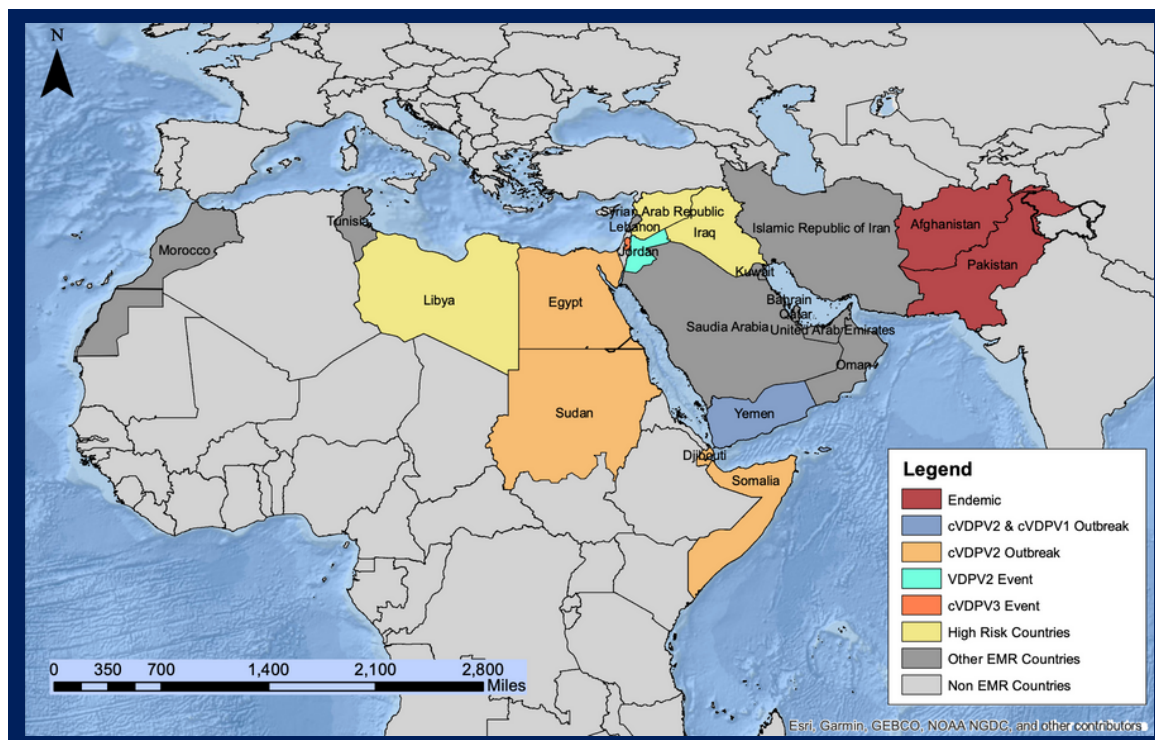 N
Tunisia
Morocco
Syrian Arab Republic
Lebanon
Iraq
Jordan
Islamic Republic of Iran
Afghanistan
Pakistan
Kuwait
Libya
Egypt
Bahrain
Qatar
Saudia Arabia
United Arab Emirates
Oman
Sudan
Yemen
Djibouti
Somalia
Legend
Endemic
cVDPV2 & cVDPV1 Outbreak
cVDPV2 Outbreak
VDPV2 Event
cVDPV3 Event
High Risk Countries
Other EMR Countries
Non EMR Countries
0 350 700 1,400 2,100 2,800
Miles
Esri, Garmin, GEBCO, NOAA NGDC, and other contributors